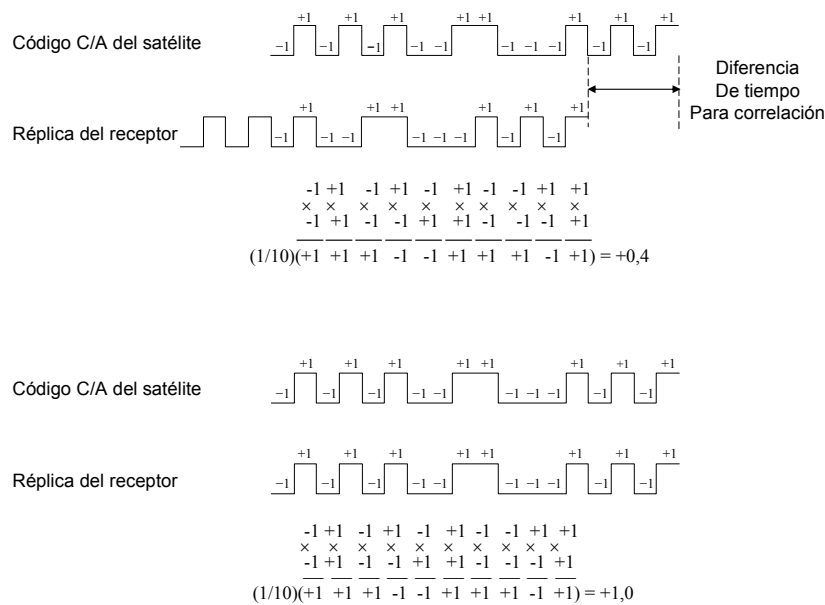 +1 +1 +1 +1 +1 +1 +1 +1
Código C/A del satélite
−1 −1 −1 −1 −1 −1 −1 −1 −1 −1
Diferencia
De tiempo
Para correlación
+1 +1 +1 +1 +1 +1
Réplica del receptor
−1 −1 −1 −1 −1 −1 −1 −1
-1 +1 -1 +1 -1 +1 -1 -1 +1 +1
× × × × × × × × × ×
-1 +1 -1 -1 +1 +1 -1 -1 -1 +1
(1/10)(+1 +1 +1 -1 -1 +1 +1 +1 -1 +1) = +0,4
+1 +1 +1 +1 +1 +1 +1 +1
Código C/A del satélite
−1 −1 −1 −1 −1 −1 −1 −1 −1 −1
+1 +1 +1 +1 +1 +1 +1 +1
Réplica del receptor
−1 −1 −1 −1 −1 −1 −1 −1 −1 −1
-1 +1 -1 +1 -1 +1 -1 -1 +1 +1
× × × × × × × × × ×
-1 +1 -1 -1 +1 +1 -1 -1 -1 +1
(1/10)(+1 +1 +1 -1 -1 +1 +1 +1 -1 +1) = +1,0